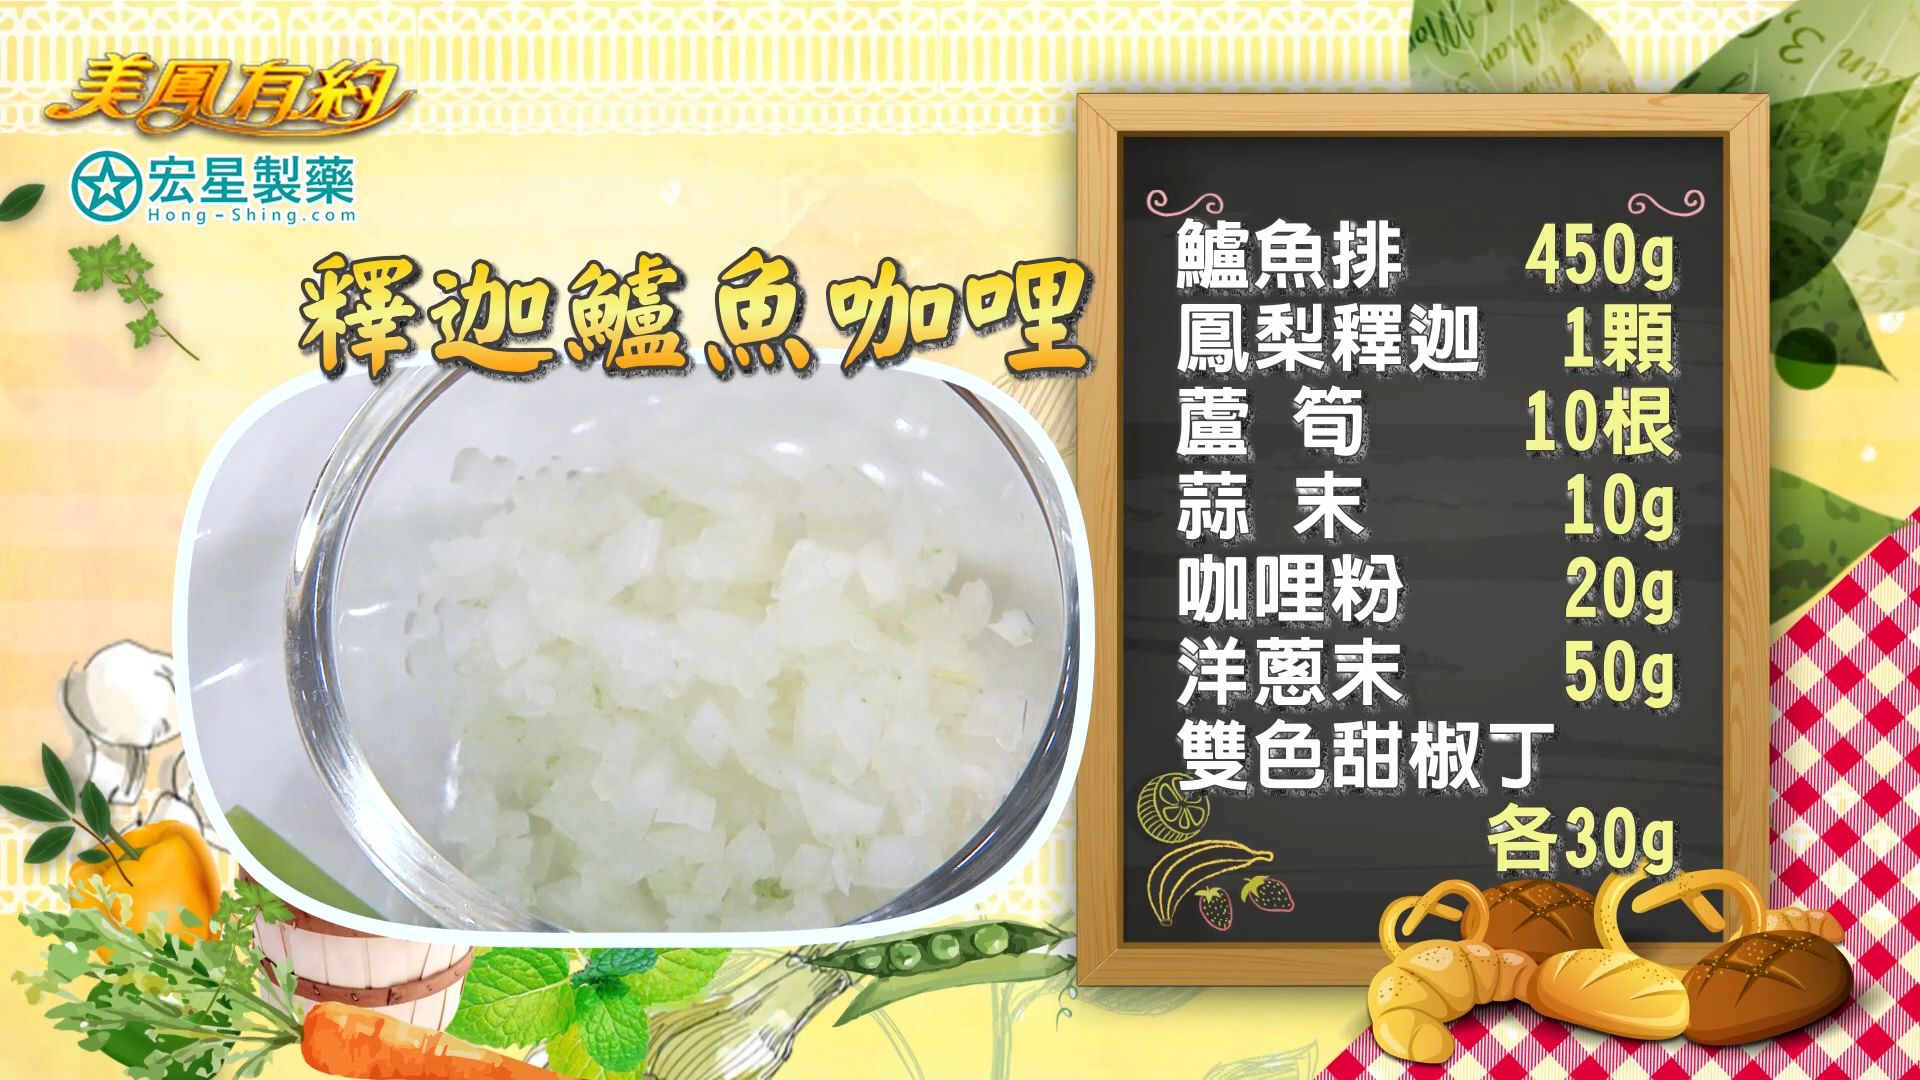 美鳳有約
宏星製藥
Hong-Shing.com
釋迦鱸魚咖哩
鱸魚排 450g
鳳梨釋迦 1顆
蘆 筍 10根
蒜 末 10g
咖哩粉 20g
洋蔥末 50g
雙色甜椒丁
各30g